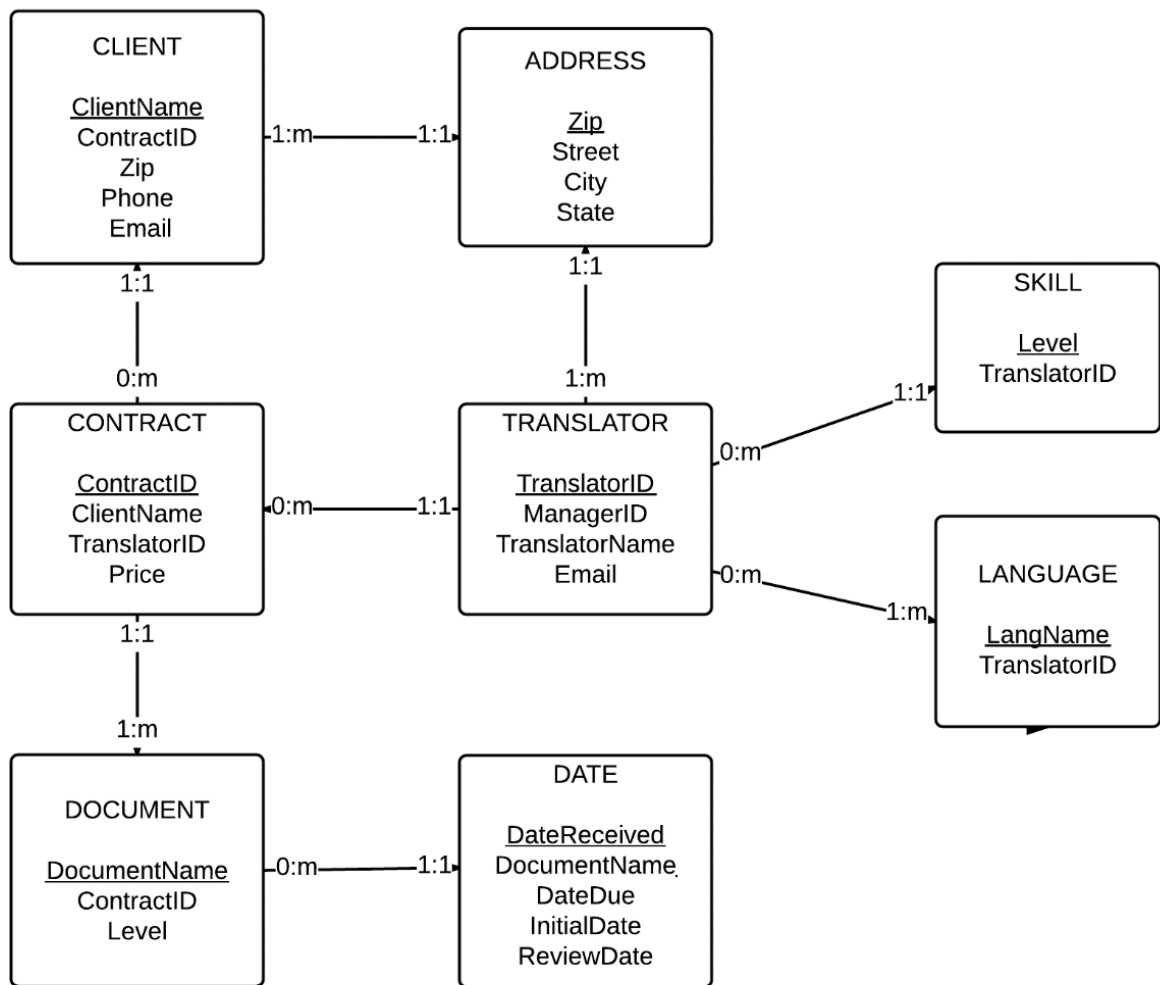 CLIENT
ClientName
ContractID
Zip
Phone
Email
1:m
1:1
ADDRESS
Zip
Street
City
State
1:1
0:m
1:1
1:m
SKILL
Level
TranslatorID
CONTRACT
ContractID
ClientName
TranslatorID
Price
0:m
1:1
TRANSLATOR
TranslatorID
ManagerID
TranslatorName
Email
0:m
1:1
0:m
1:m
LANGUAGE
LangName
TranslatorID
1:1
1:m
DOCUMENT
DocumentName
ContractID
Level
0:m
1:1
DATE
DateReceived
DocumentName
DateDue
InitialDate
ReviewDate